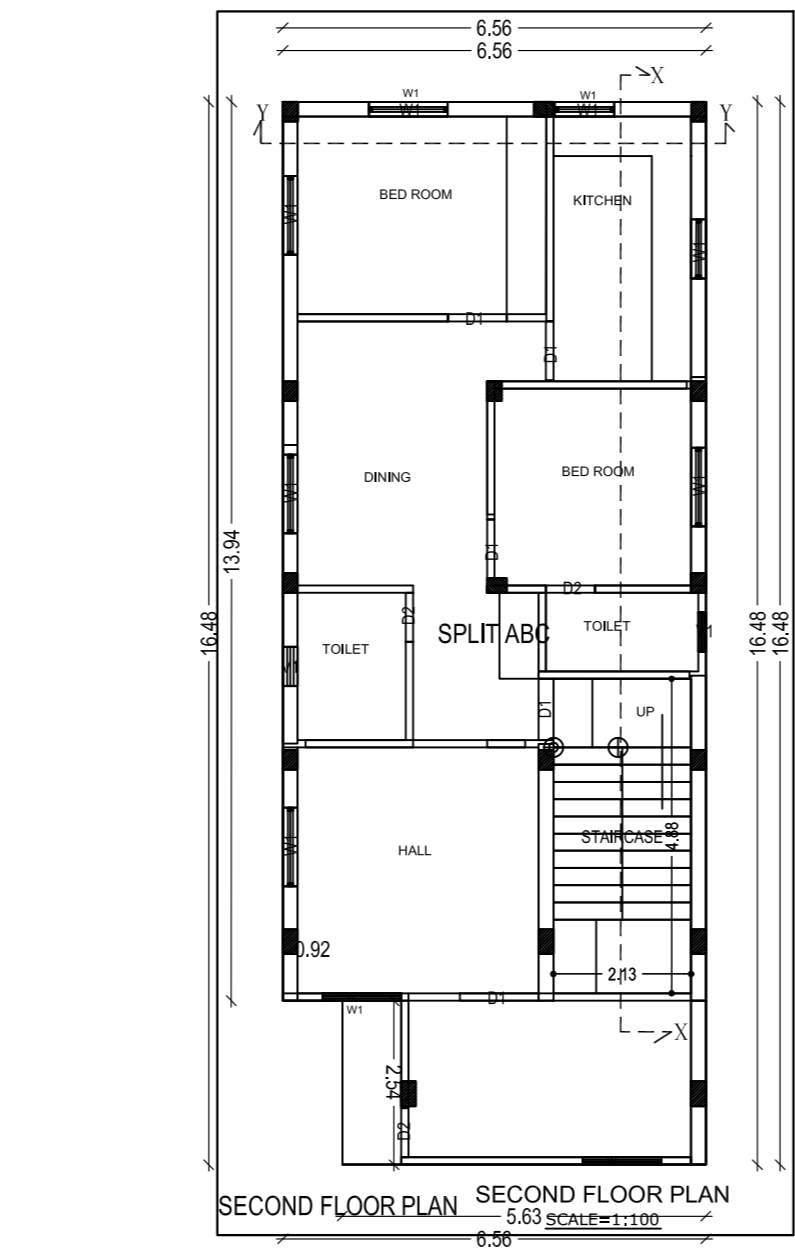 6.56
6.56
X
W1
W1
W1
W1
Y
Y
BED ROOM
KITCHEN
W1
W1
D1
D1
DINING
BED ROOM
W1
W1
13.94
D1
D2
16.48
16.48
16.48
D2
SPLIT ABC
TOILET
TOILET
V1
V1
D1
UP
STAIRCASE
4.88
HALL
W1
0.92
2.13
D1
W1
X
2.54
D2
SECOND FLOOR PLAN
SECOND FLOOR PLAN
5.63
SCALE=1:100
6.56